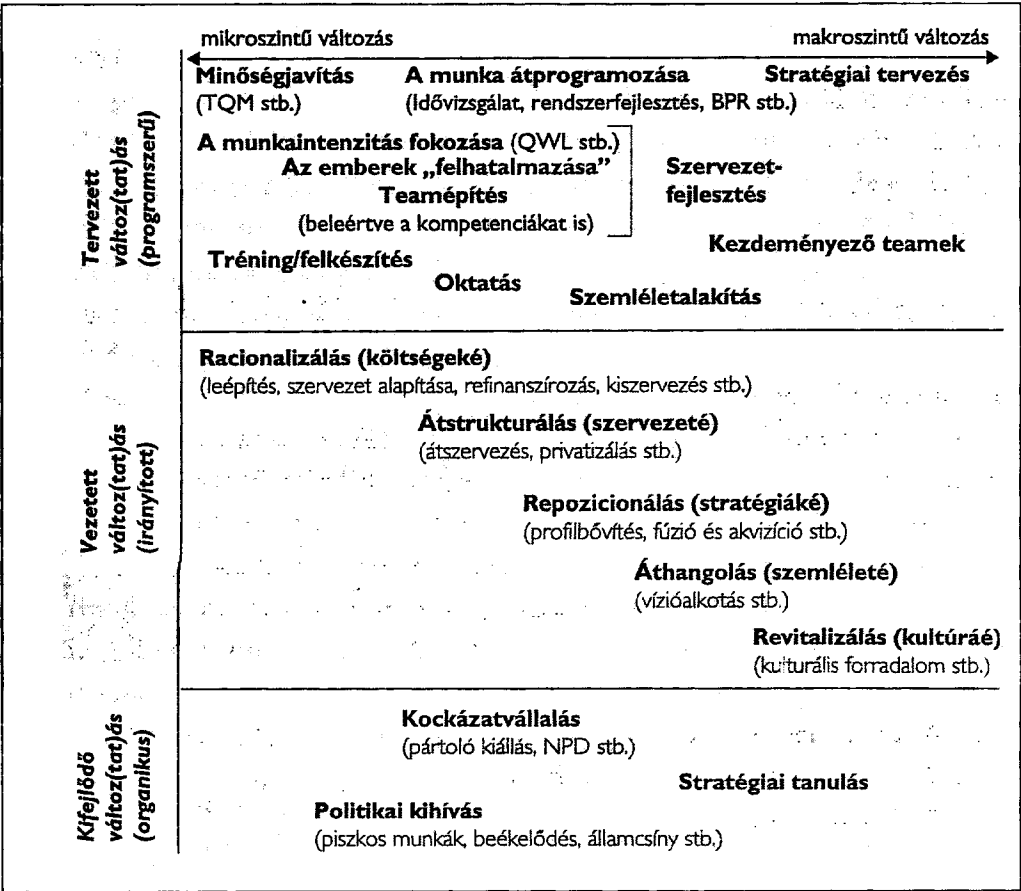 mikroszintű változás makroszintű változás
Minőségjavítás A munka átprogramozása Stratégiai tervezés
(TQM stb.) (Idővizsgálat, rendszerfejlesztés, BPR stb.)
A munkaintenzitás fokozása (QWL stb.)
Az emberek „felhatalmazása”
Teamépítés
(beleértve a kompetenciákat is)
Szervezet-
fejlesztés
Kezdeményező teamek
Tréning/felkészítés
Oktatás
Szemléletalakítás
Tervezett
változ(tat)ás
(programszerű)
Racionalizálás (költségeké)
(leépítés, szervezet alapítása, refinanszírozás, kiszervezés stb.)
Átstrukturálás (szervezeté)
(átszervezés, privatizálás stb.)
Repozicionálás (stratégiáké)
(profilbővítés, fúzió és akvizíció stb.)
Áthangolás (szemléleté)
(vízióalkotás stb.)
Revitalizálás (kultúráé)
(kulturális forradalom stb.)
Vezetett
változ(tat)ás
(irányított)
Kockázatvállalás
(pártoló kiállás, NPD stb.)
Stratégiai tanulás
Politikai kihívás
(piszkos munkák, beékelődés, államcsíny stb.)
Kifejlődő
változ(tat)ás
(organikus)